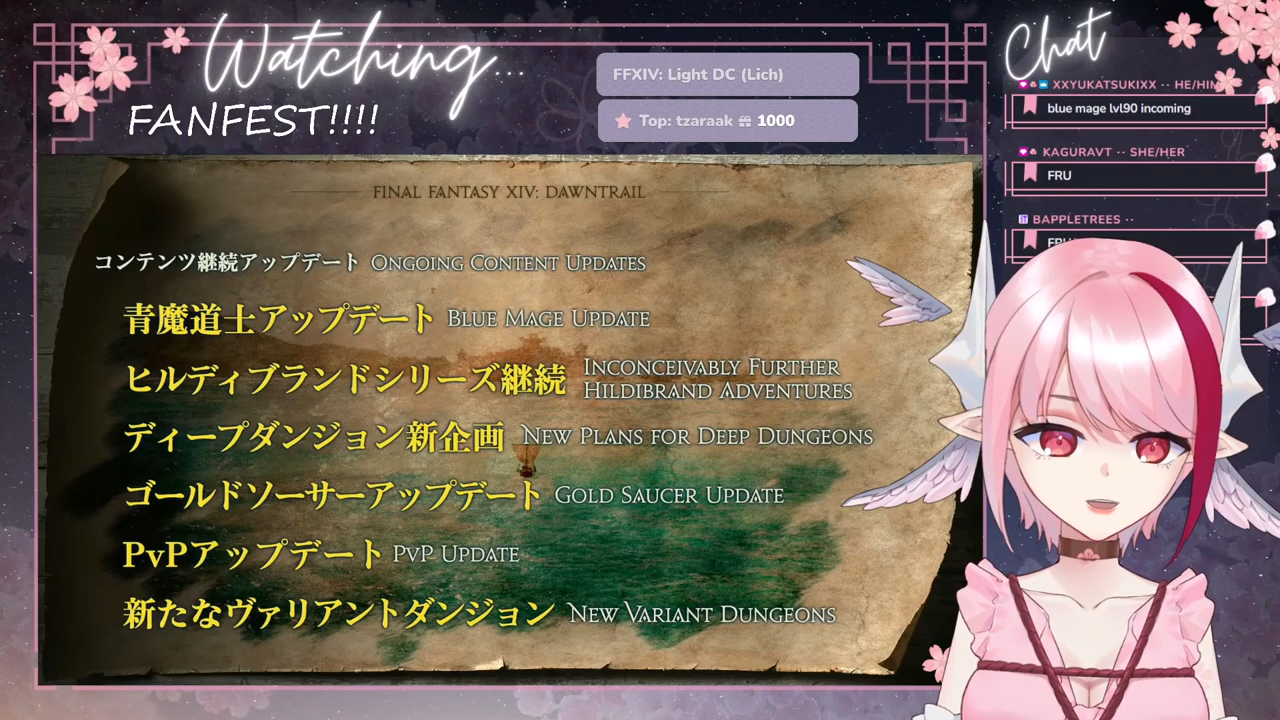 Watching...
FANFEST!!!!
FFXIV: Light DC (Lich)
Top: tzaraak 1000
FINAL FANTASY XIV: DAWNTRAIL
コンテンツ継続アップデート ONGOING CONTENT UPDATES
青魔道士アップデート BLUE MAGE UPDATE
ヒルディブランドシリーズ継続 INCONCEIVABLY FURTHER
HILDIBRAND ADVENTURES
ディープダンジョン新企画 NEW PLANS FOR DEEP DUNGEONS
ゴールドソーサーアップデート GOLD SAUCER UPDATE
PvPアップデート PVP UPDATE
新たなヴァリアントダンジョン NEW VARIANT DUNGEONS
Chat
XXYUKATSUKIXX ·· HE/HIM
blue mage lvl90 incoming
KAGURAVT ·· SHE/HER
FRU
BAPPLETREES ··